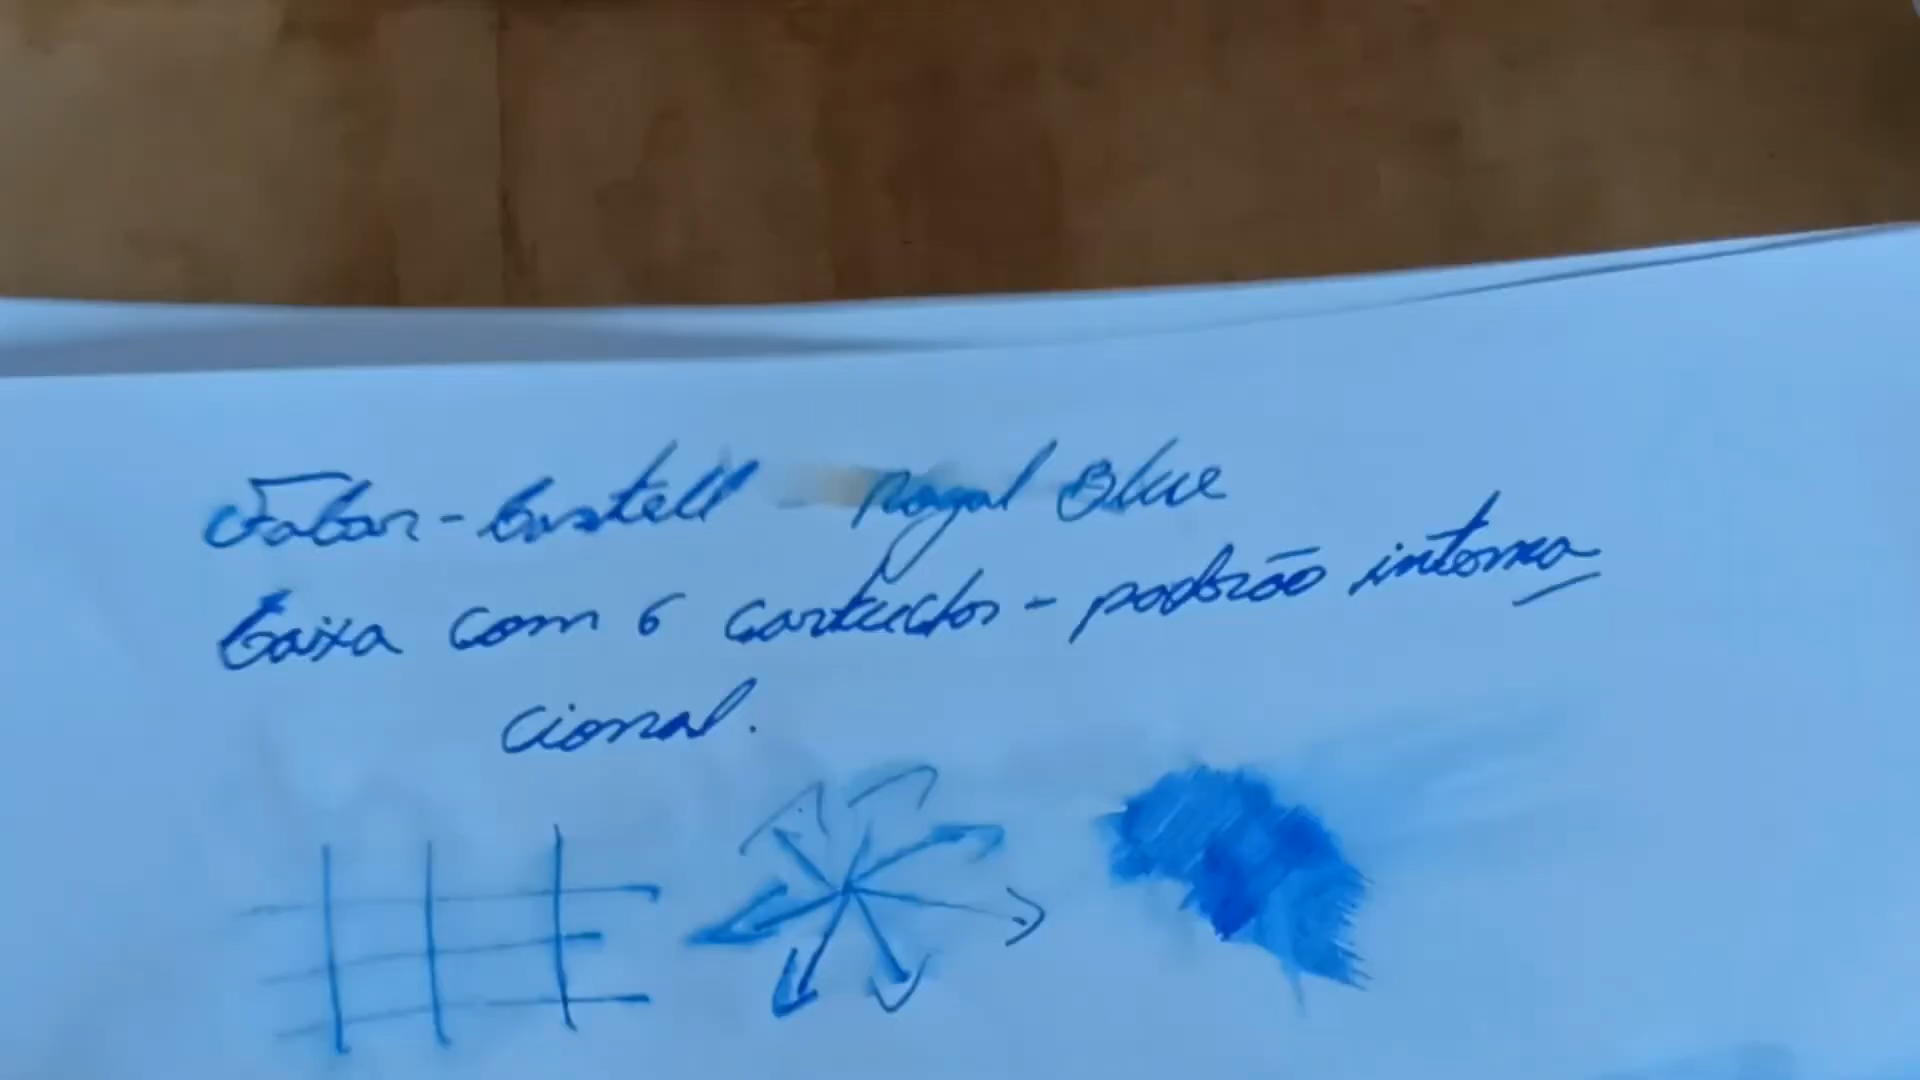 Faber-Castell - Royal Blue
Caixa com 6 cartuchos - padrão interna
cional.